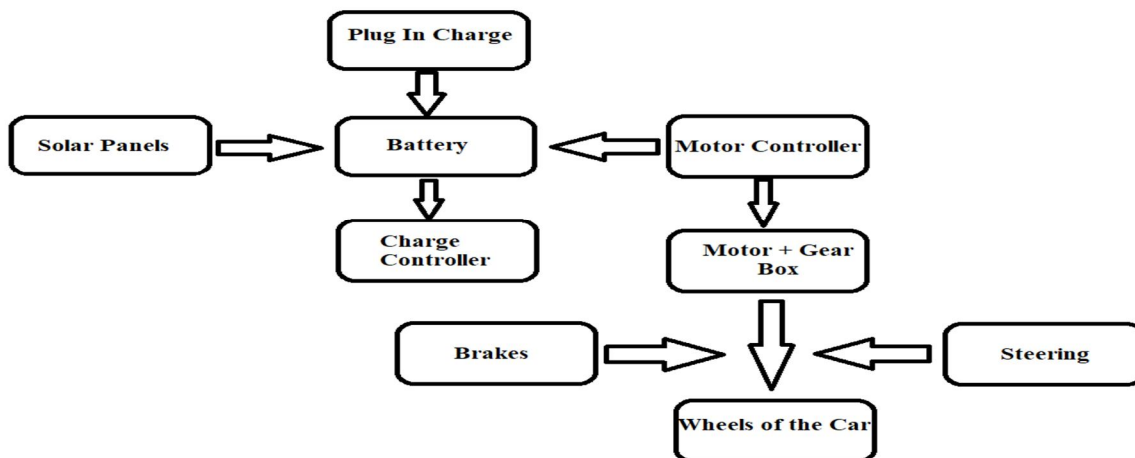 Plug In Charge
Solar Panels
Battery
Motor Controller
Charge
Controller
Motor + Gear
Box
Brakes
Steering
Wheels of the Car